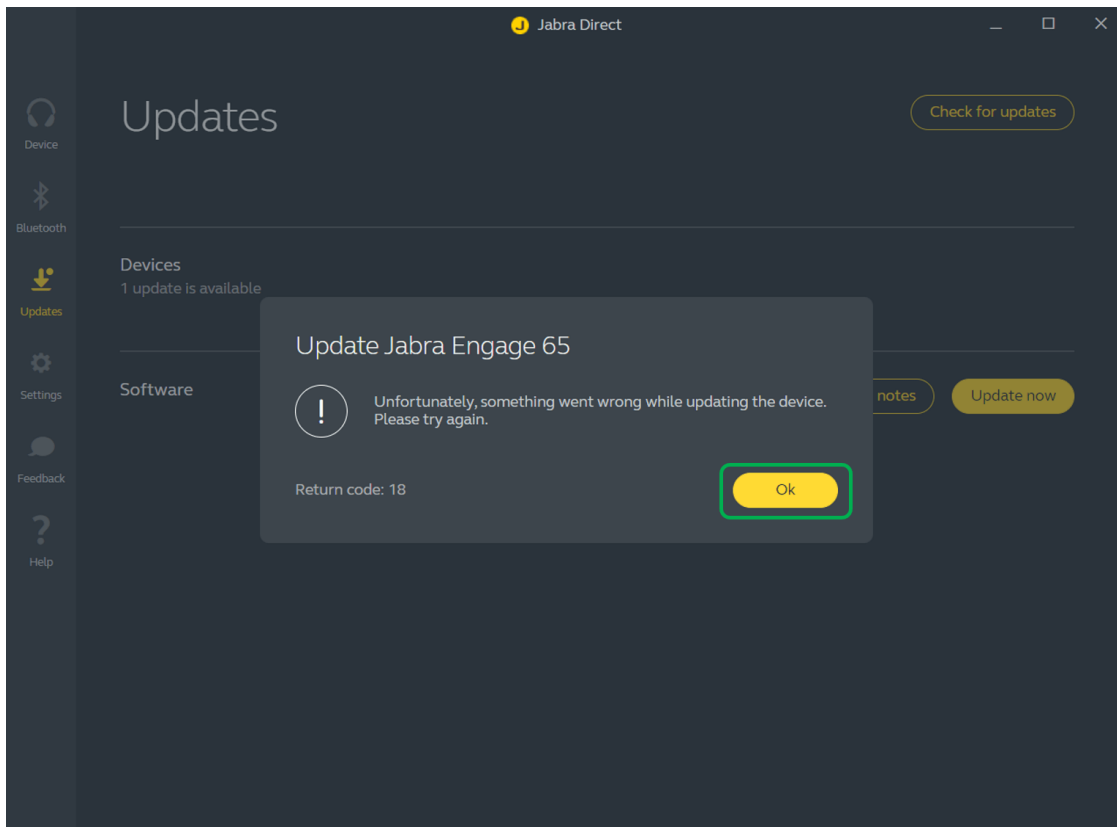 Jabra Direct
Updates
Check for updates
Device
Bluetooth
Devices
1 update is available
Updates
Update Jabra Engage 65
Software
notes
Update now
Settings
Unfortunately, something went wrong while updating the device.
Please try again.
Feedback
Return code: 18
Ok
Help